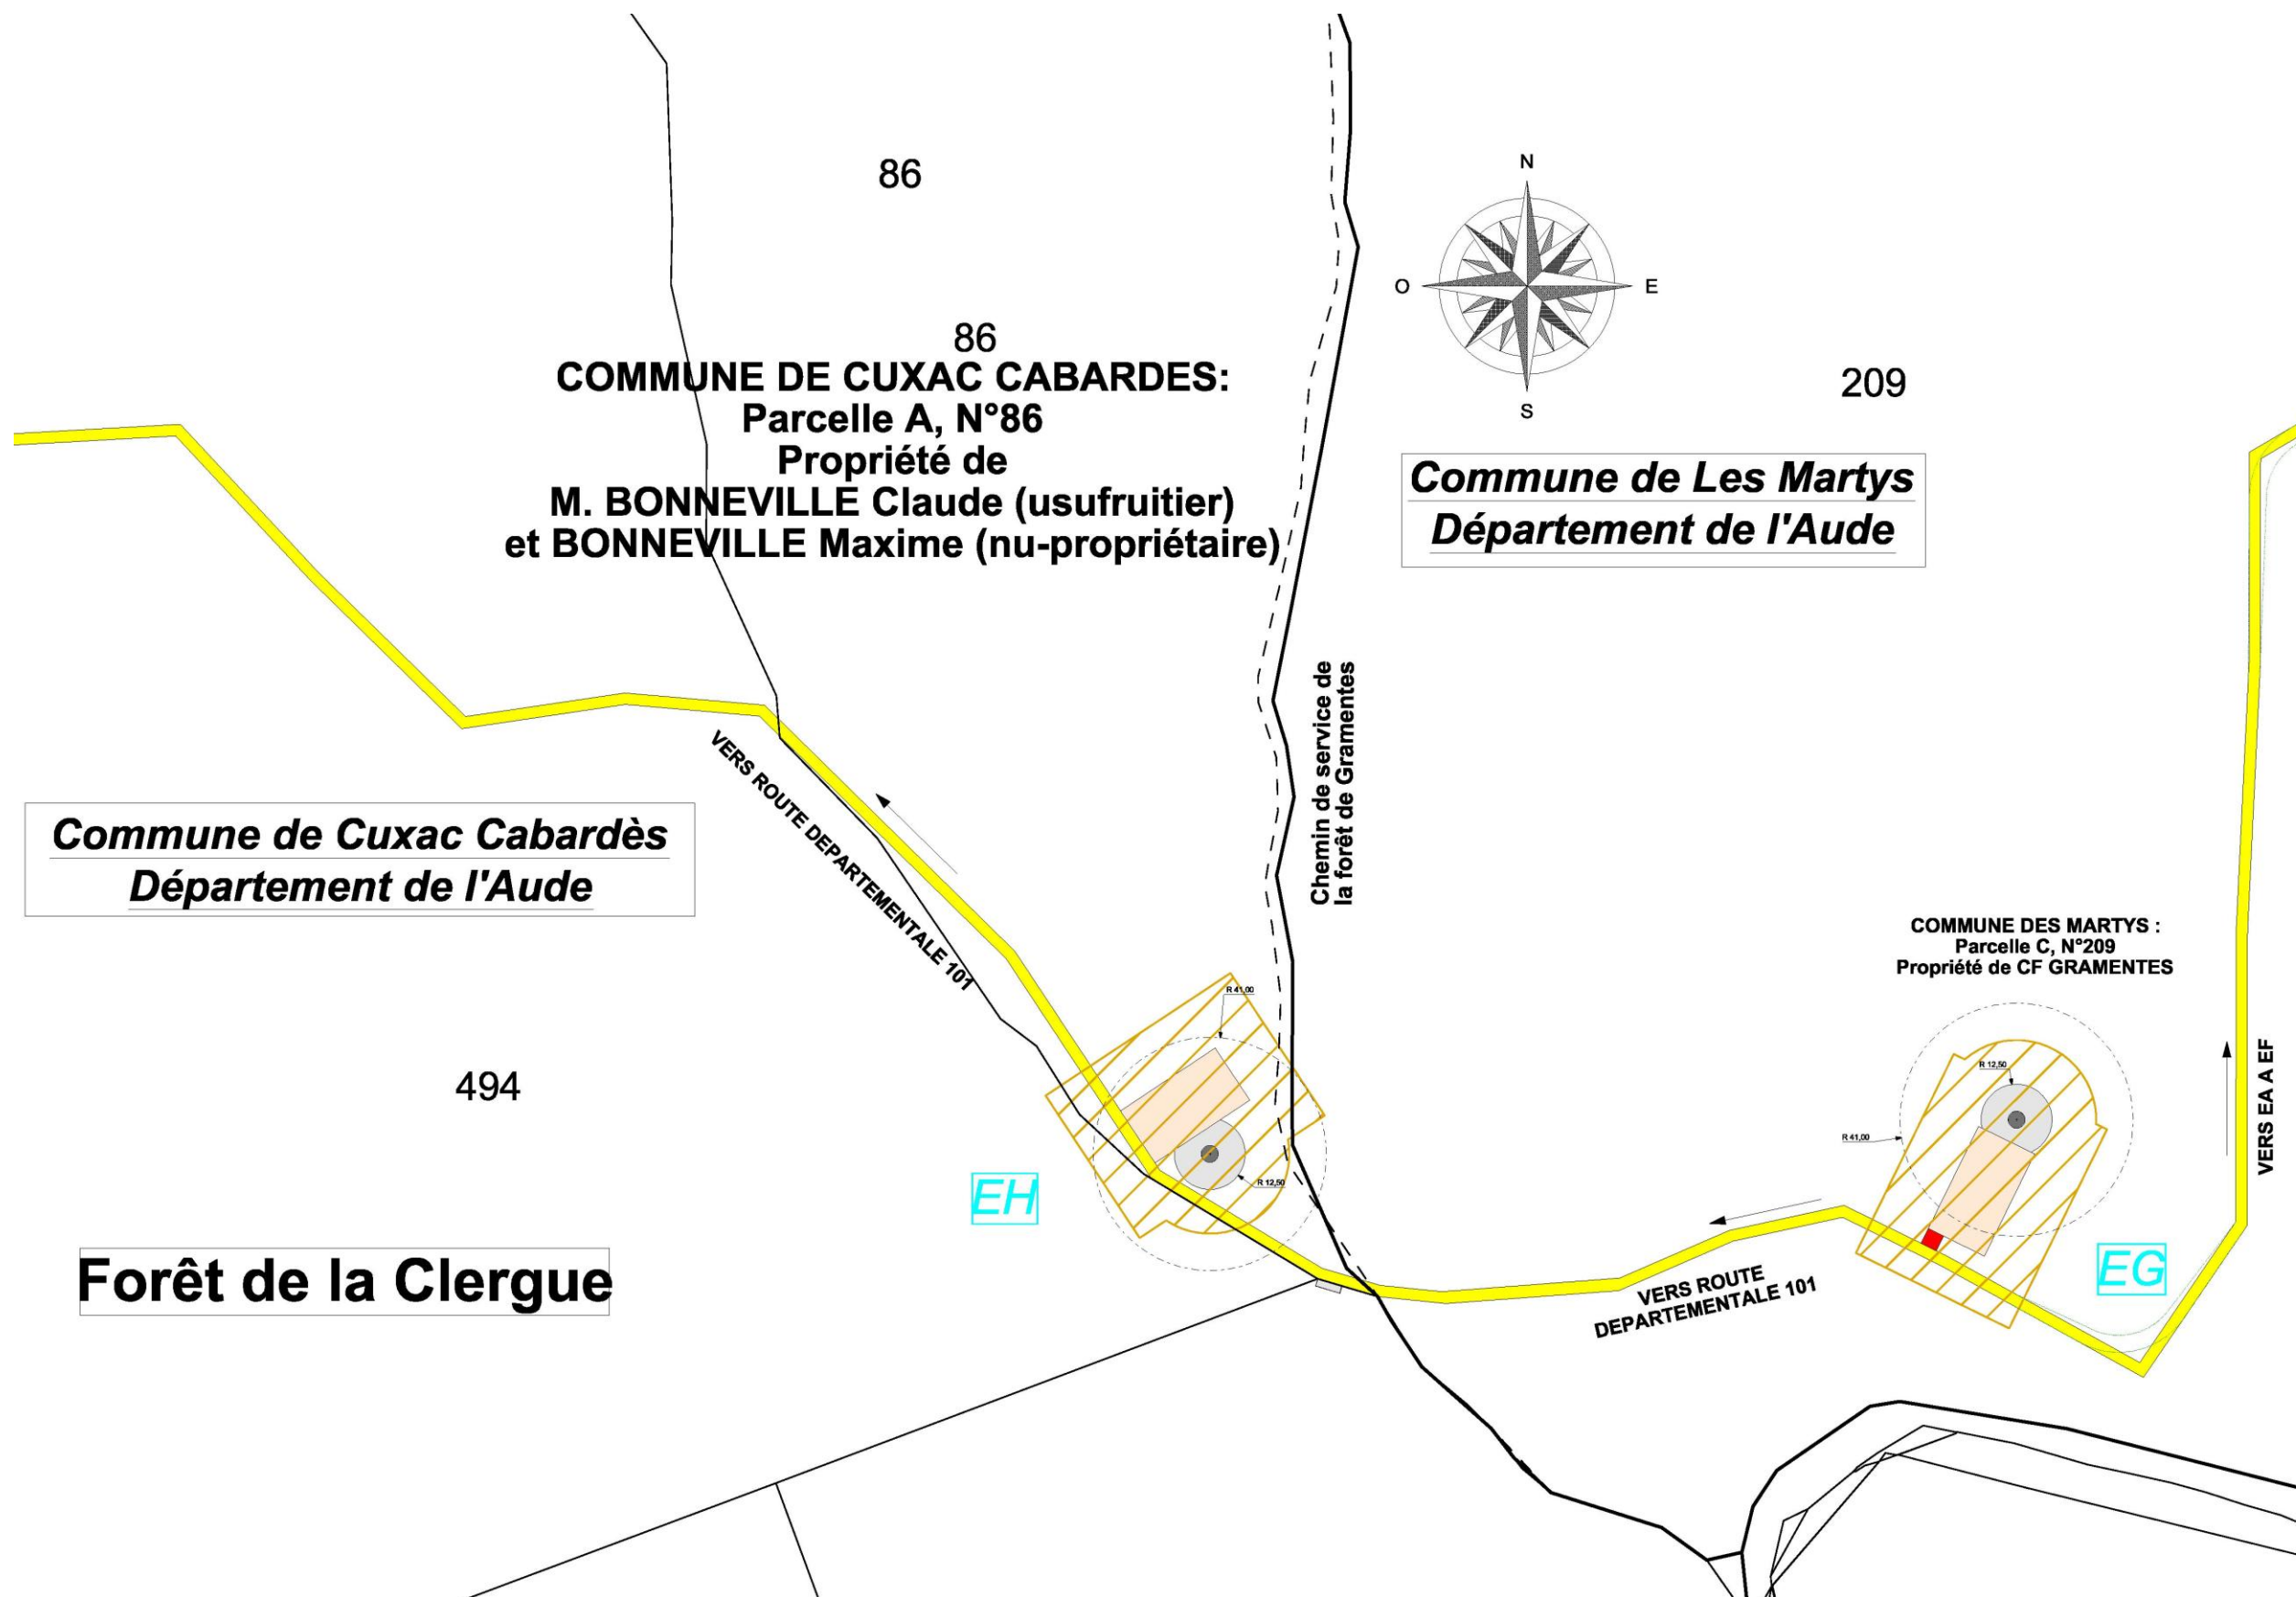 86
N
O
E
S
86
COMMUNE DE CUXAC CABARDES:
Parcelle A, N°86
Propriété de
M. BONNEVILLE Claude (usufruitier)
et BONNEVILLE Maxime (nu-propriétaire)
209
Commune de Les Martys
Département de l'Aude
Chemin de service de
la forêt de Gramentes
VERS ROUTE DEPARTEMENTALE 101
Commune de Cuxac Cabardès
Département de l'Aude
COMMUNE DES MARTYS :
Parcelle C, N°209
Propriété de CF GRAMENTES
R 41,00
R 12,50
EH
494
Forêt de la Clergue
R 12,50
R 41,00
VERS EA A EF
EG
VERS ROUTE
DEPARTEMENTALE 101